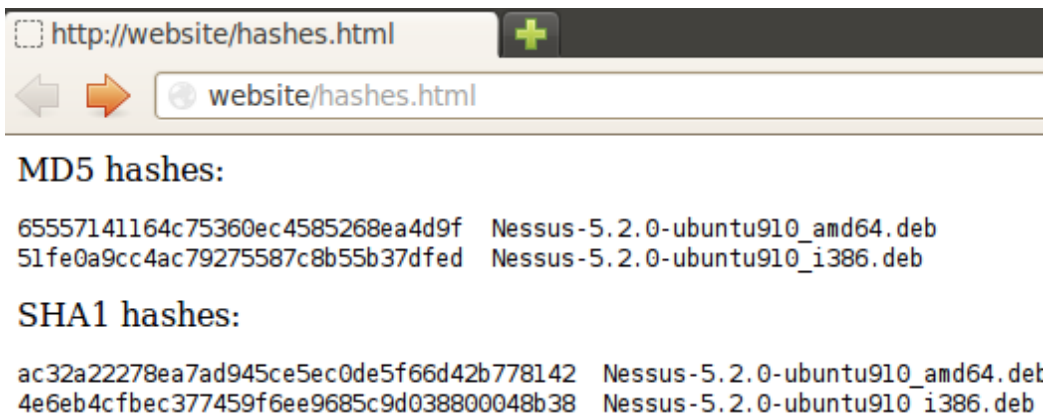 http://website/hashes.html
website/hashes.html
MD5 hashes:
65557141164c75360ec4585268ea4d9f  Nessus-5.2.0-ubuntu910_amd64.deb
51fe0a9cc4ac79275587c8b55b37dfed  Nessus-5.2.0-ubuntu910_i386.deb
SHA1 hashes:
ac32a22278ea7ad945ce5ec0de5f66d42b778142  Nessus-5.2.0-ubuntu910_amd64.deb
4e6eb4cfbec377459f6ee9685c9d038800048b38  Nessus-5.2.0-ubuntu910_i386.deb